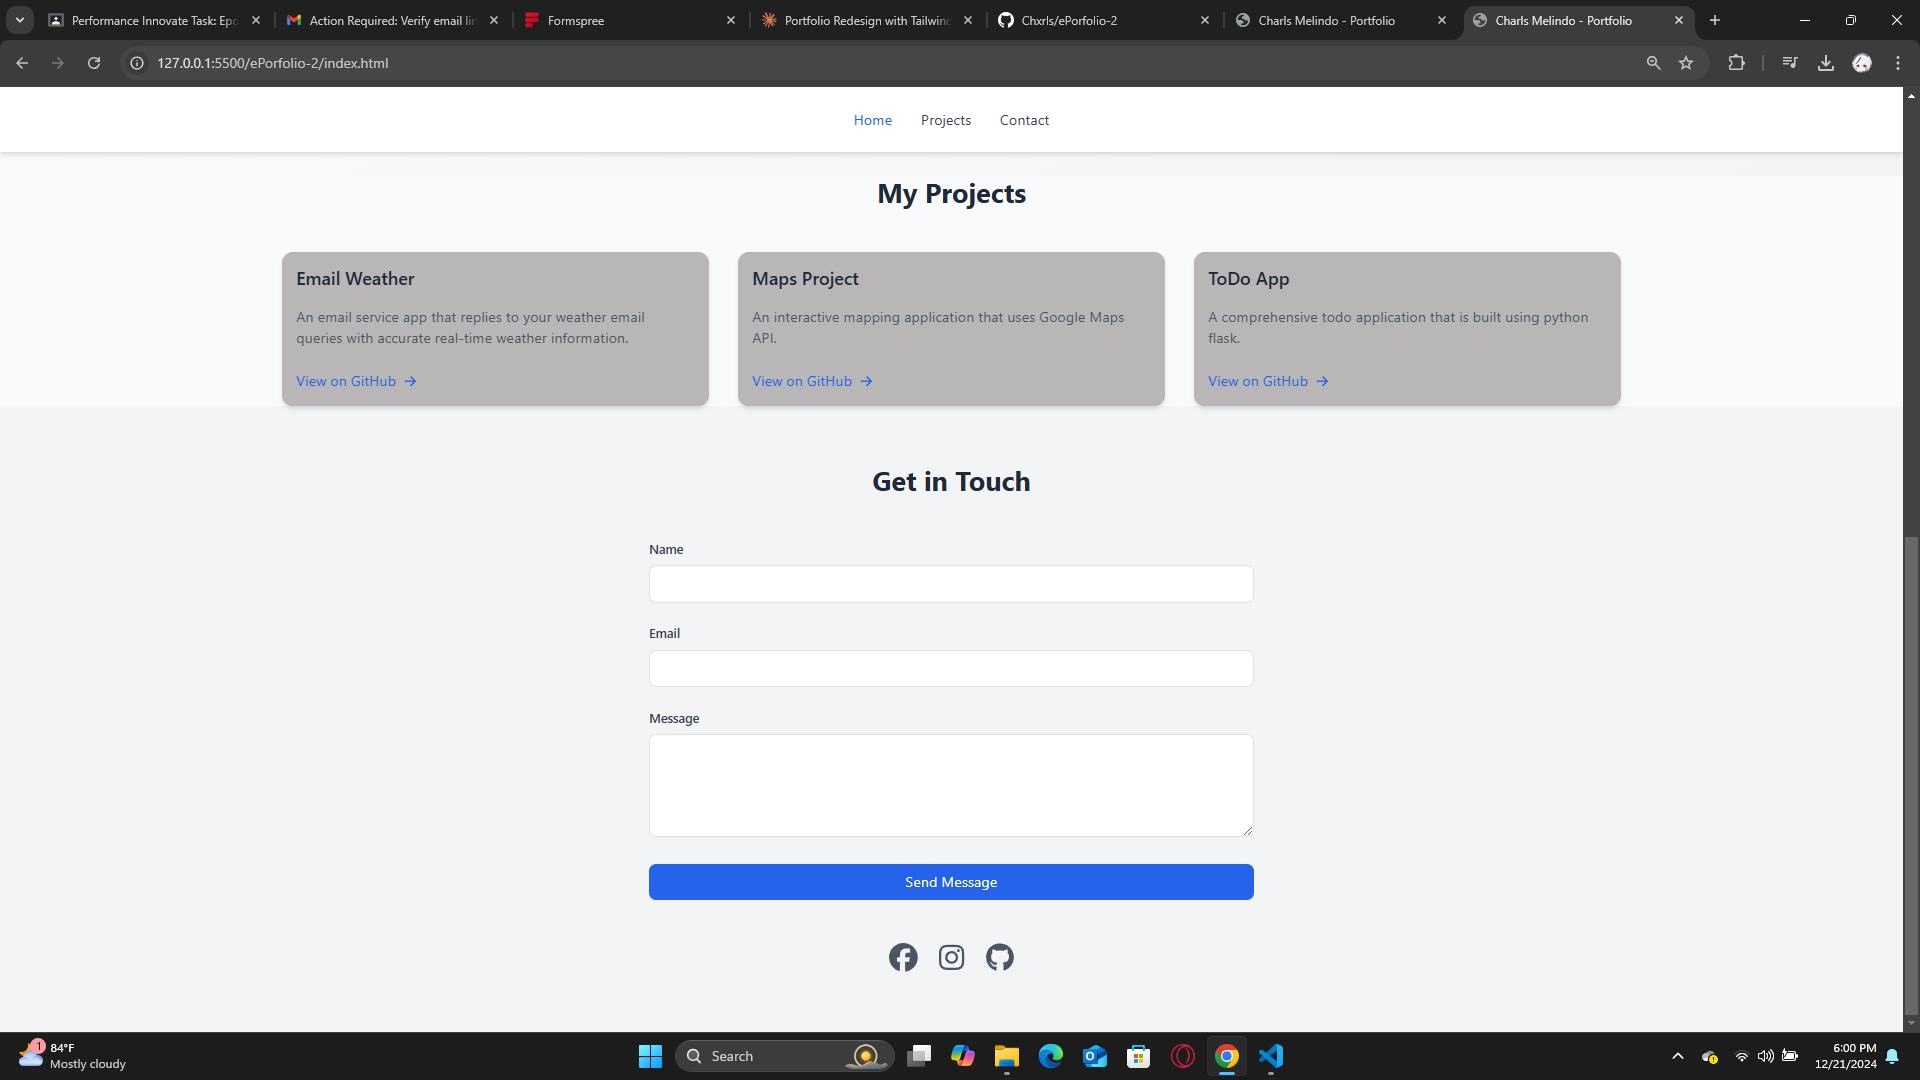 Performance Innovate Task: Epo
Action Required: Verify email lin
Formspree
Portfolio Redesign with Tailwind
Chxrls/ePorfolio-2
Charls Melindo - Portfolio
Charls Melindo - Portfolio
127.0.0.1:5500/ePorfolio-2/index.html
Home Projects Contact
My Projects
Email Weather
An email service app that replies to your weather email
queries with accurate real-time weather information.
View on GitHub →
Maps Project
An interactive mapping application that uses Google Maps
API.
View on GitHub →
ToDo App
A comprehensive todo application that is built using python
flask.
View on GitHub →
Get in Touch
Name
Email
Message
Send Message
1
84°F
Mostly cloudy
Search
6:00 PM
12/21/2024